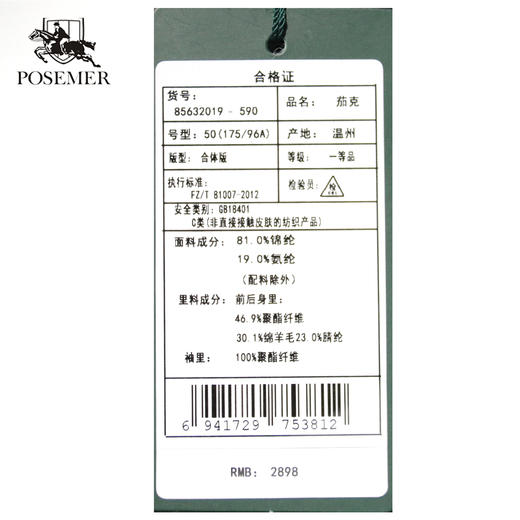 POSEMER
合格证
货号: 85632019 - 590
品名: 茄克
号型: 50(175/96A)
产地: 温州
版型: 合体版
等级: 一等品
执行标准: FZ/T 81007-2012
检验员: 检
安全类别: GB18401
C类(非直接接触皮肤的纺织产品)
面料成分: 81.0%锦纶
19.0%氨纶
(配料除外)
里料成分: 前后身里:
46.9%聚酯纤维
30.1%绵羊毛23.0%腈纶
袖里: 100%聚酯纤维
6 941729 753812
RMB: 2898